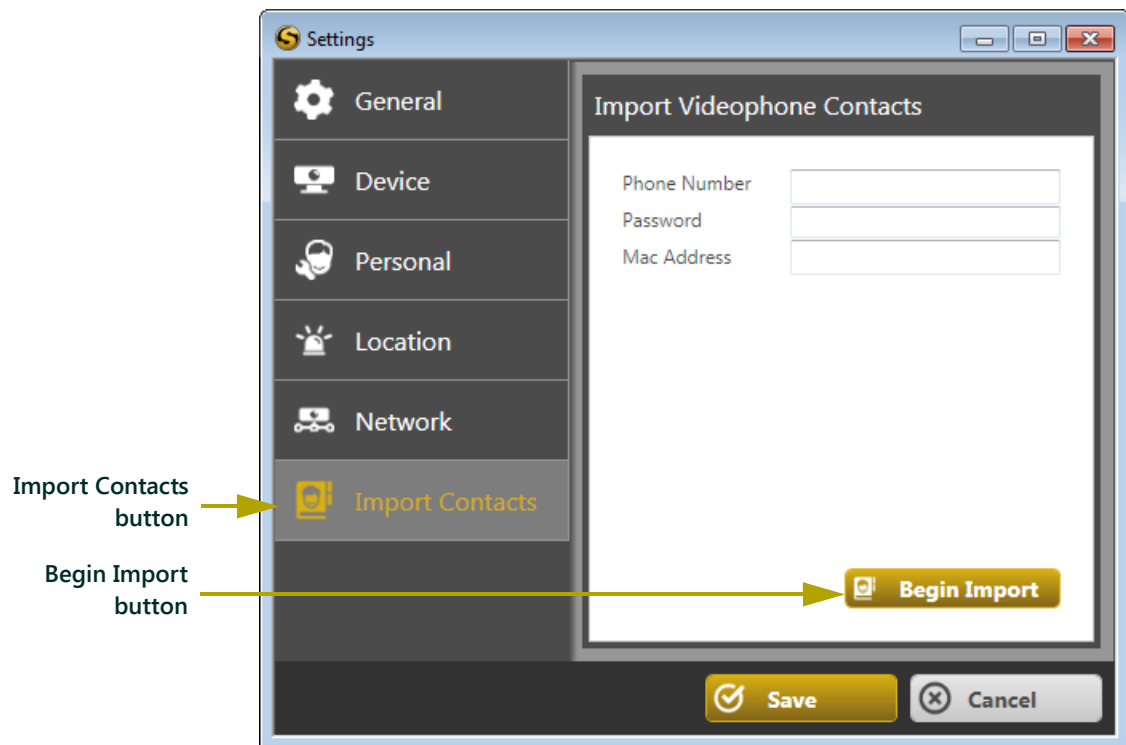 Settings
General
Device
Personal
Location
Network
Import Contacts
Import Videophone Contacts
Phone Number
Password
Mac Address
Begin Import
Save
Cancel
Import Contacts
button
Begin Import
button